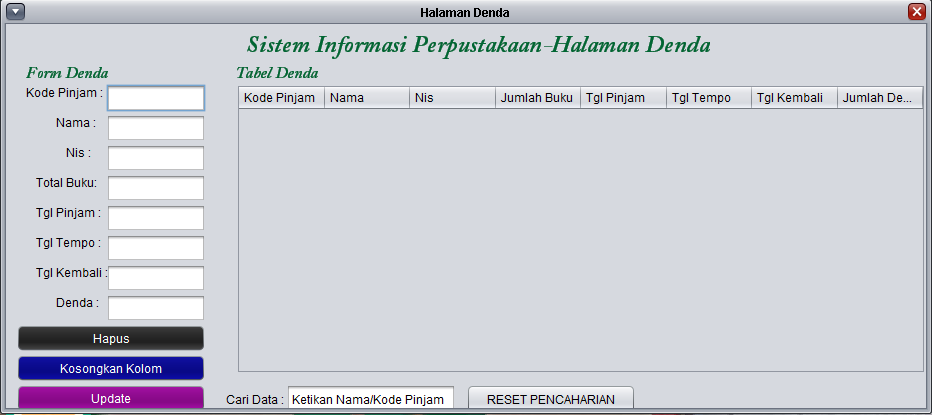 Halaman Denda
Sistem Informasi Perpustakaan-Halaman Denda
Form Denda
Kode Pinjam :
Nama :
Nis :
Total Buku:
Tgl Pinjam :
Tgl Tempo :
Tgl Kembali :
Denda :
Hapus
Kosongkan Kolom
Update
Tabel Denda
Kode Pinjam Nama Nis Jumlah Buku Tgl Pinjam Tgl Tempo Tgl Kembali Jumlah De...
Cari Data : Ketikan Nama/Kode Pinjam RESET PENCAHARIAN